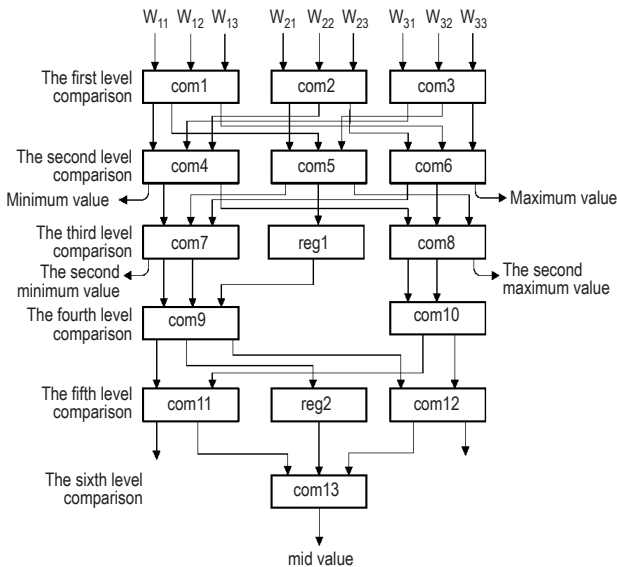 W11 W12 W13 W21 W22 W23 W31 W32 W33
The first level
comparison
com1 com2 com3
The second level
comparison
com4 com5 com6
Minimum value
Maximum value
The third level
comparison
com7 reg1 com8
The second
minimum value
The second
maximum value
The fourth level
comparison
com9 com10
The fifth level
comparison
com11 reg2 com12
The sixth level
comparison
com13
mid value